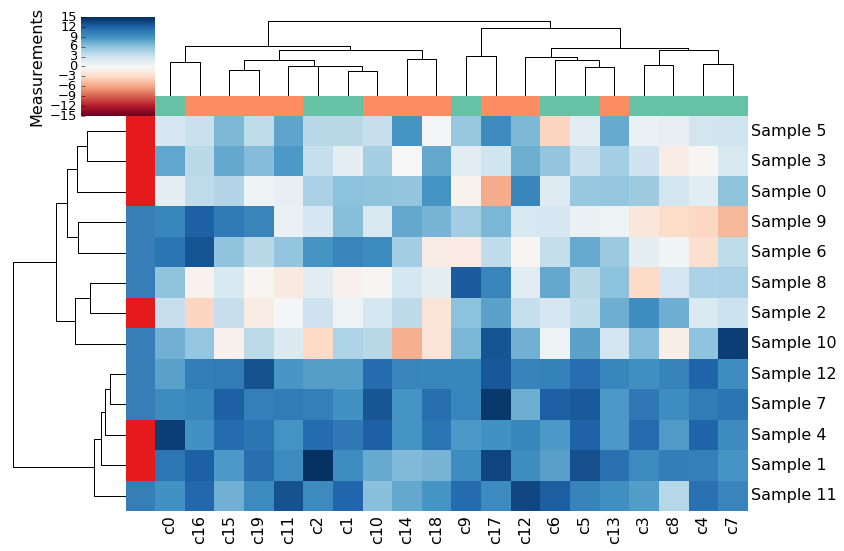 Measurements
15
12
9
6
3
0
−3
−6
−9
−12
−15
Sample 5
Sample 3
Sample 0
Sample 9
Sample 6
Sample 8
Sample 2
Sample 10
Sample 12
Sample 7
Sample 4
Sample 1
Sample 11
c0 c16 c15 c19 c11 c2 c1 c10 c14 c18 c9 c17 c12 c6 c5 c13 c3 c8 c4 c7